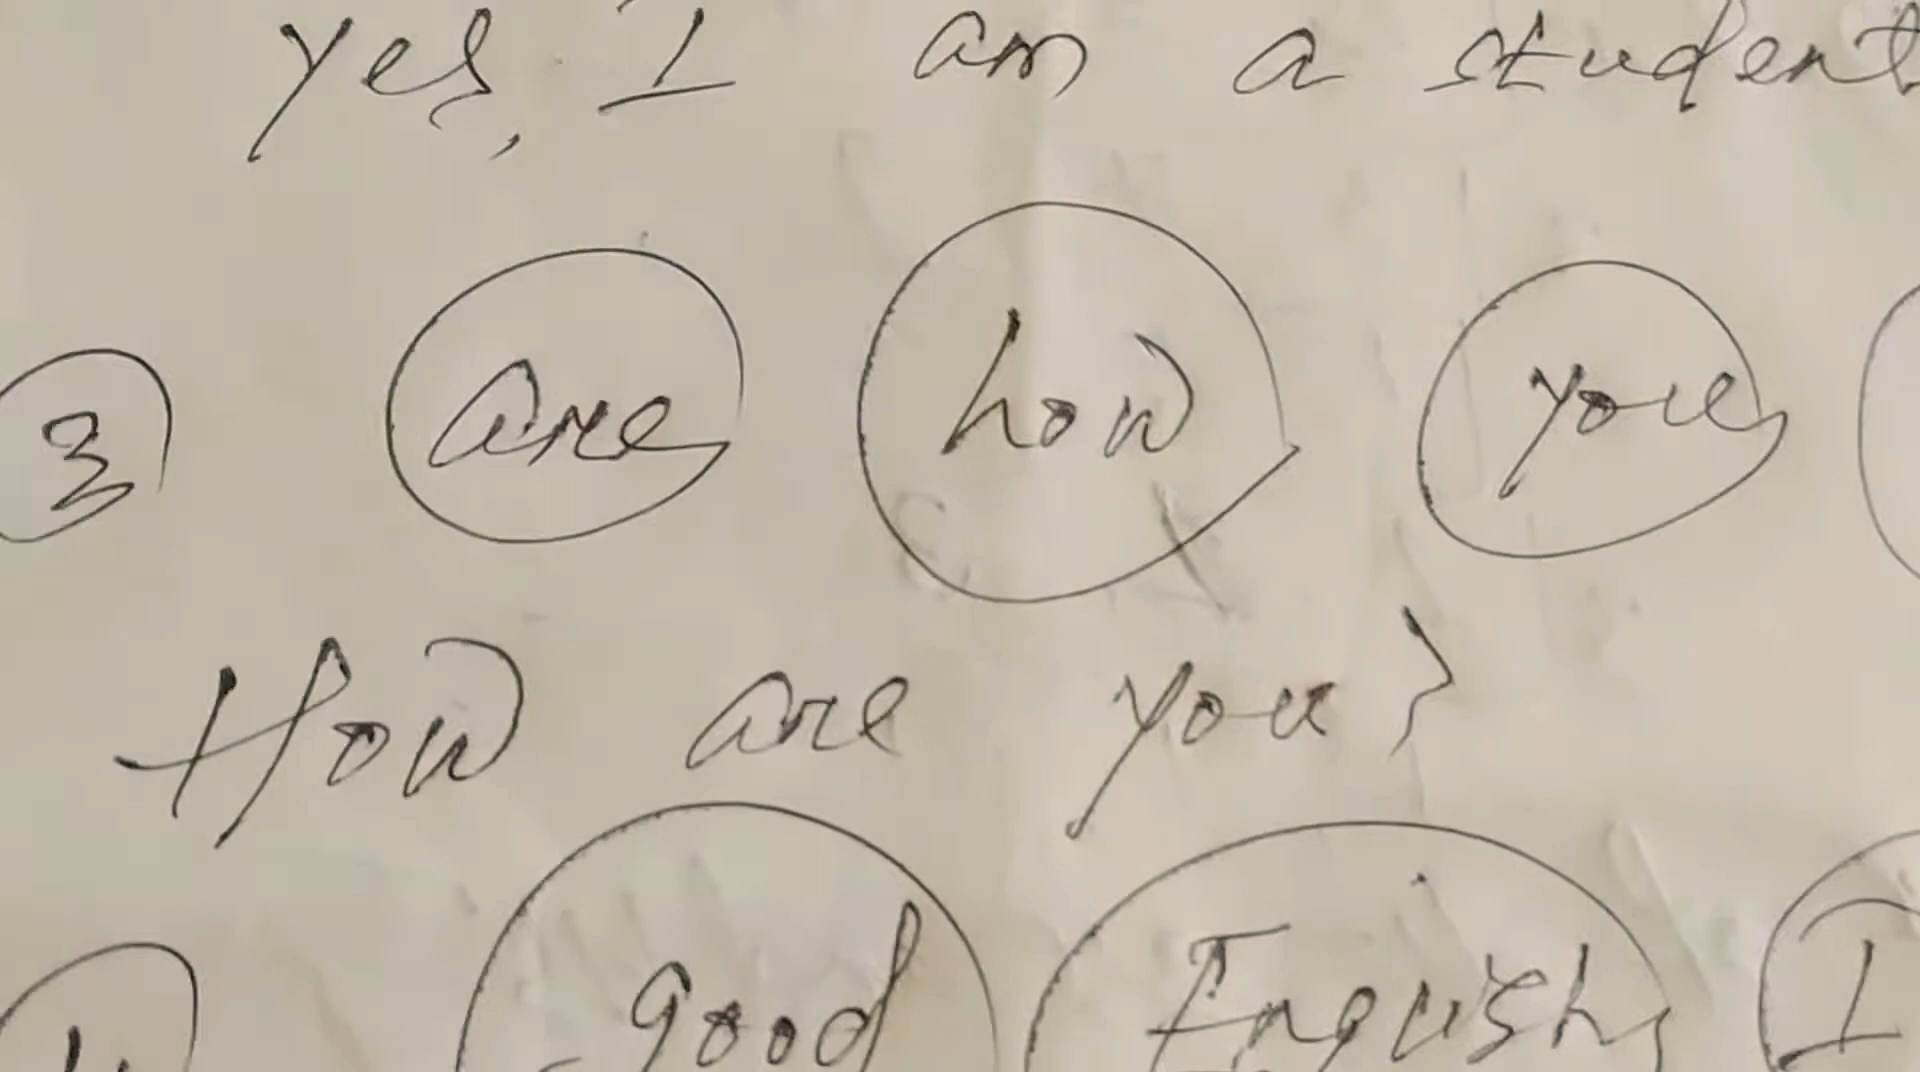 yes, I am a student
3 are how you
How are you?
good English I